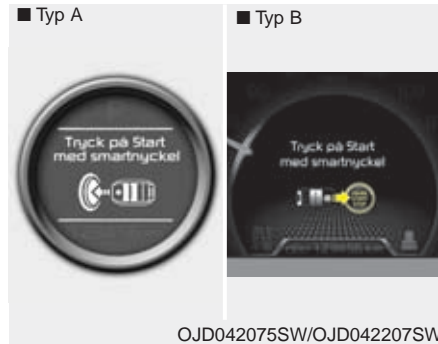 ■ Typ A
Tryck på Start
med smartnyckel
■ Typ B
Tryck på Start
med smartnyckel
OJD042075SW/OJD042207SW